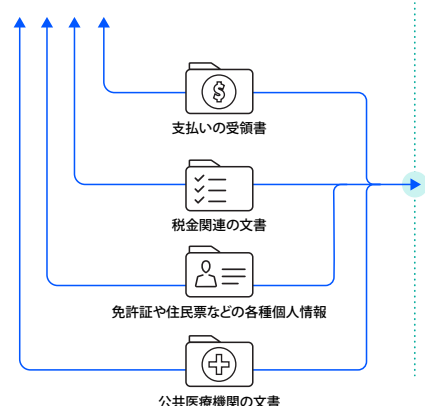 支払いの受領書
税金関連の文書
免許証や住民票などの各種個人情報
公共医療機関の文書